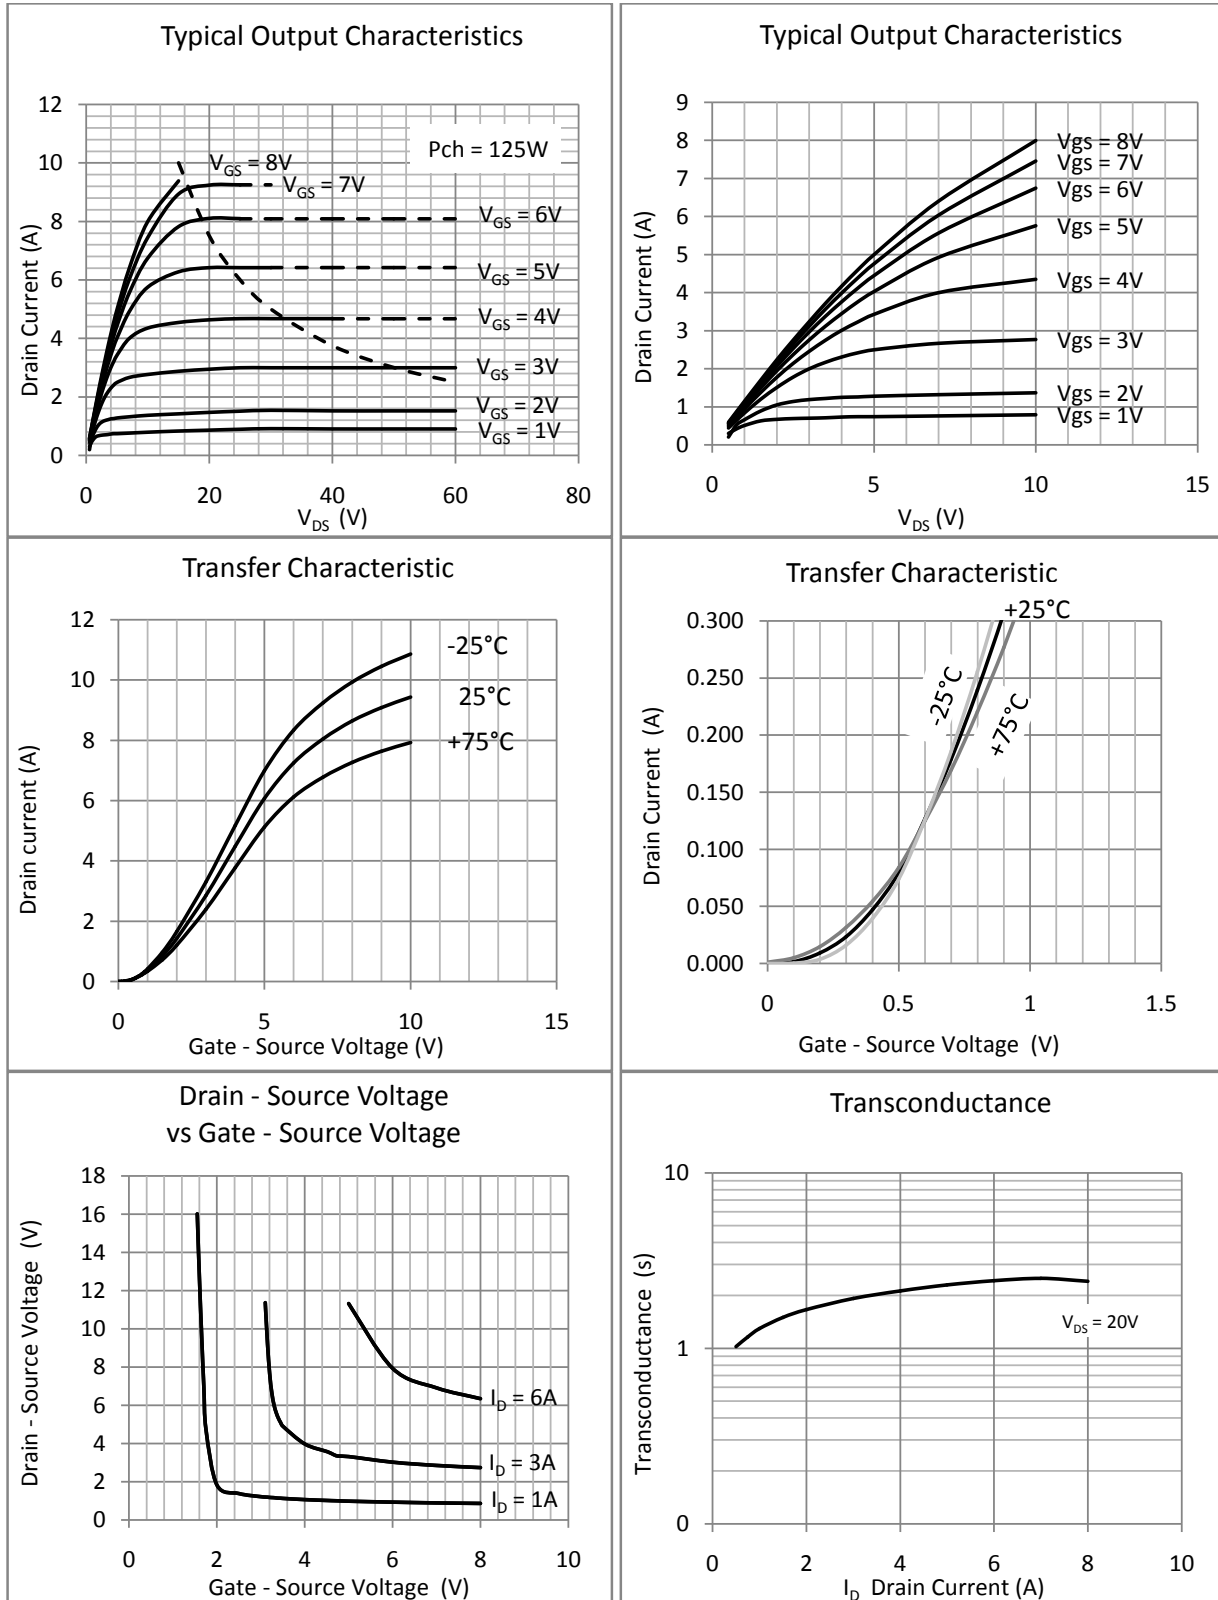 Typical Output Characteristics
12
10
8
6
4
2
0
Drain Current (A)
Pch = 125W
V_GS = 8V
V_GS = 7V
V_GS = 6V
V_GS = 5V
V_GS = 4V
V_GS = 3V
V_GS = 2V
V_GS = 1V
0 20 40 60 80
V_DS (V)
Typical Output Characteristics
9
8
7
6
5
4
3
2
1
0
Drain Current (A)
Vgs = 8V
Vgs = 7V
Vgs = 6V
Vgs = 5V
Vgs = 4V
Vgs = 3V
Vgs = 2V
Vgs = 1V
0 5 10 15
V_DS (V)
Transfer Characteristic
12
10
8
6
4
2
0
Drain current (A)
-25°C
25°C
+75°C
0 5 10 15
Gate - Source Voltage (V)
Transfer Characteristic
0.300
0.250
0.200
0.150
0.100
0.050
0.000
Drain Current (A)
+25°C
-25°C
+75°C
0 0.5 1 1.5
Gate - Source Voltage (V)
Drain - Source Voltage
vs Gate - Source Voltage
18
16
14
12
10
8
6
4
2
0
Drain - Source Voltage (V)
I_D = 6A
I_D = 3A
I_D = 1A
0 2 4 6 8 10
Gate - Source Voltage (V)
Transconductance
10
1
0
Transconductance (s)
V_DS = 20V
0 2 4 6 8 10
I_D Drain Current (A)